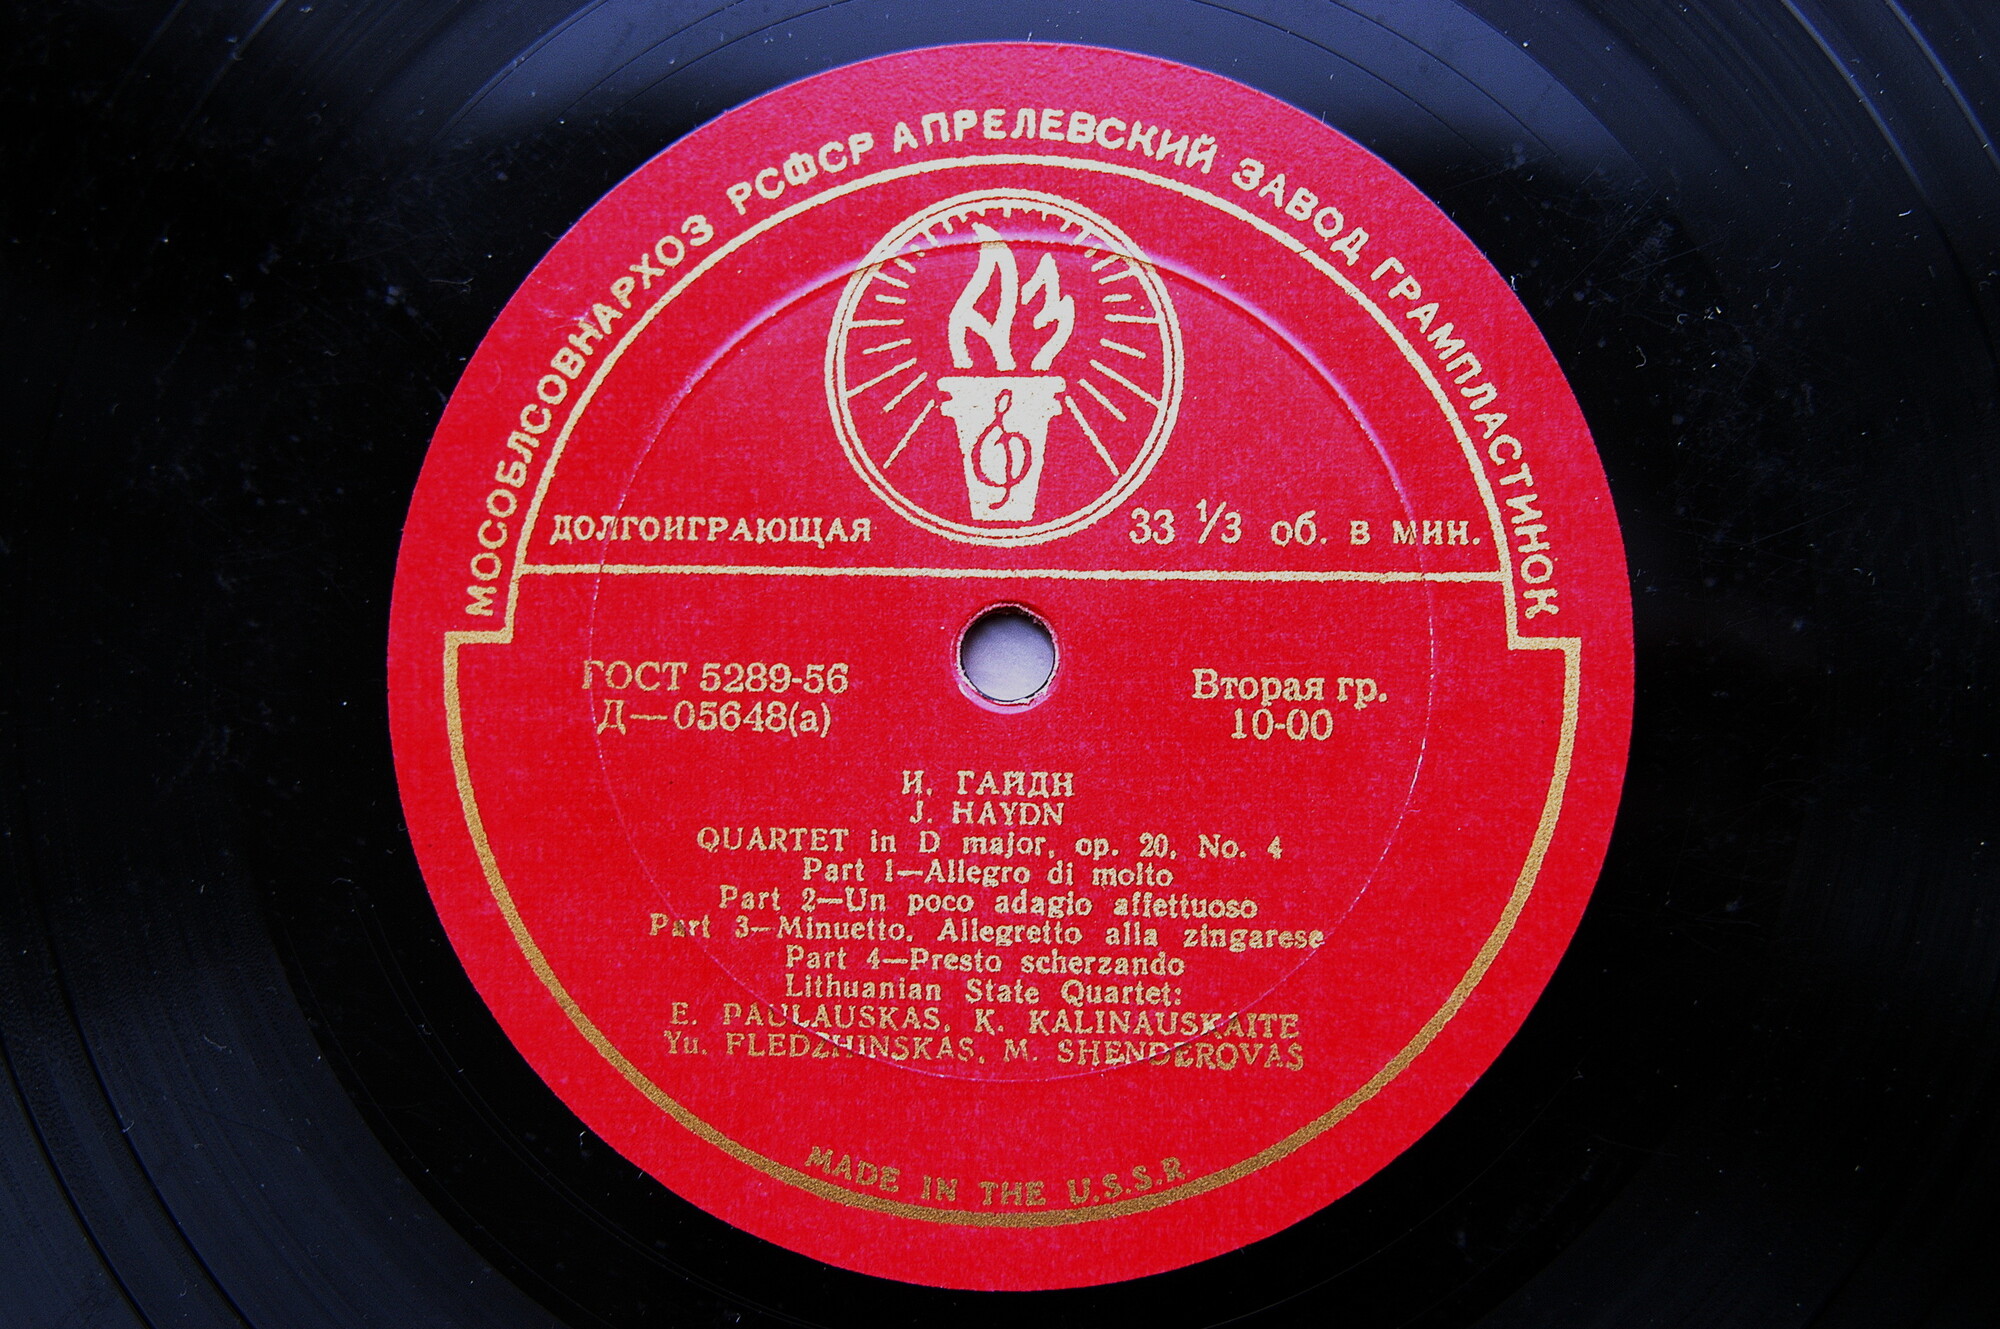 МОСОБЛСОВНАРХОЗ РСФСР АПРЕЛЕВСКИЙ ЗАВОД ГРАМПЛАСТИНОК
АЗ
ДОЛГОИГРАЮЩАЯ 33 1/3 об. в мин.
ГОСТ 5289-56
Д—05648(а)
Вторая гр.
10-00
И. ГАЙДН
J. HAYDN
QUARTET in D major, op. 20, No. 4
Part 1—Allegro di molto
Part 2—Un poco adagio affettuoso
Part 3—Minuetto. Allegretto alla zingarese
Part 4—Presto scherzando
Lithuanian State Quartet:
E. PAULAUSKAS, K. KALINAUSKAITE
Yu. FLEDZHINSKAS, M. SHENDEROVAS
MADE IN THE U.S.S.R.